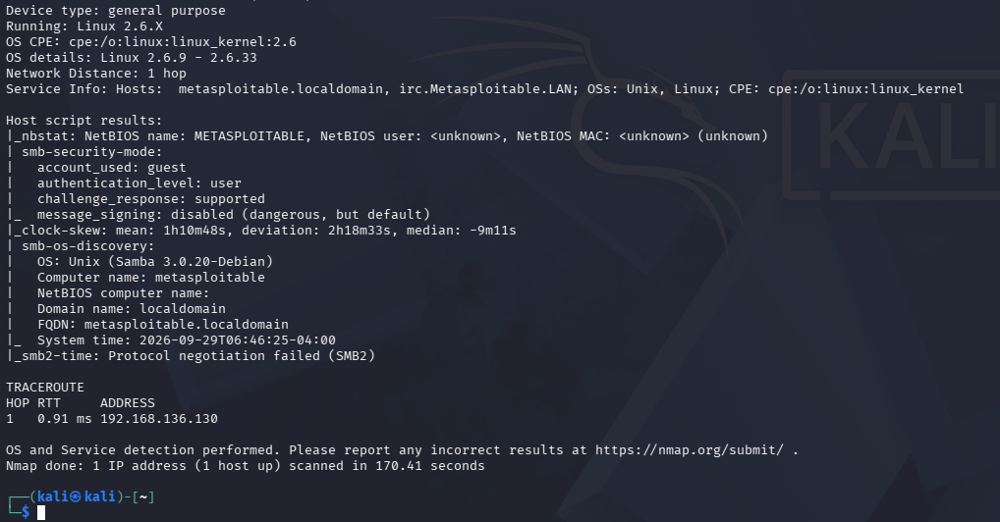 Device type: general purpose
Running: Linux 2.6.X
OS CPE: cpe:/o:linux:linux_kernel:2.6
OS details: Linux 2.6.9 - 2.6.33
Network Distance: 1 hop
Service Info: Hosts:  metasploitable.localdomain, irc.Metasploitable.LAN; OSs: Unix, Linux; CPE: cpe:/o:linux:linux_kernel

Host script results:
|_nbstat: NetBIOS name: METASPLOITABLE, NetBIOS user: <unknown>, NetBIOS MAC: <unknown> (unknown)
| smb-security-mode:
|   account_used: guest
|   authentication_level: user
|   challenge_response: supported
|_  message_signing: disabled (dangerous, but default)
|_clock-skew: mean: 1h10m48s, deviation: 2h18m33s, median: -9m11s
| smb-os-discovery:
|   OS: Unix (Samba 3.0.20-Debian)
|   Computer name: metasploitable
|   NetBIOS computer name:
|   Domain name: localdomain
|   FQDN: metasploitable.localdomain
|_  System time: 2026-09-29T06:46:25-04:00
|_smb2-time: Protocol negotiation failed (SMB2)

TRACEROUTE
HOP RTT     ADDRESS
1   0.91 ms 192.168.136.130

OS and Service detection performed. Please report any incorrect results at https://nmap.org/submit/ .
Nmap done: 1 IP address (1 host up) scanned in 170.41 seconds

┌──(kali㉿kali)-[~]
└─$
KALI